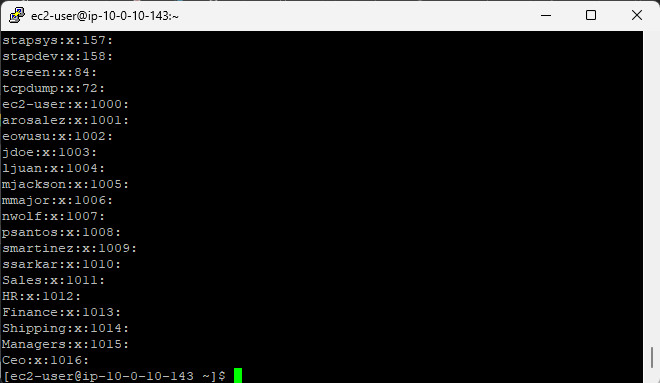 ec2-user@ip-10-0-10-143:~
stapsys:x:157:
stapdev:x:158:
screen:x:84:
tcpdump:x:72:
ec2-user:x:1000:
arosalez:x:1001:
eowusu:x:1002:
jdoe:x:1003:
ljuan:x:1004:
mjackson:x:1005:
mmajor:x:1006:
nwolf:x:1007:
psantos:x:1008:
smartinez:x:1009:
ssarkar:x:1010:
Sales:x:1011:
HR:x:1012:
Finance:x:1013:
Shipping:x:1014:
Managers:x:1015:
Ceo:x:1016:
[ec2-user@ip-10-0-10-143 ~]$